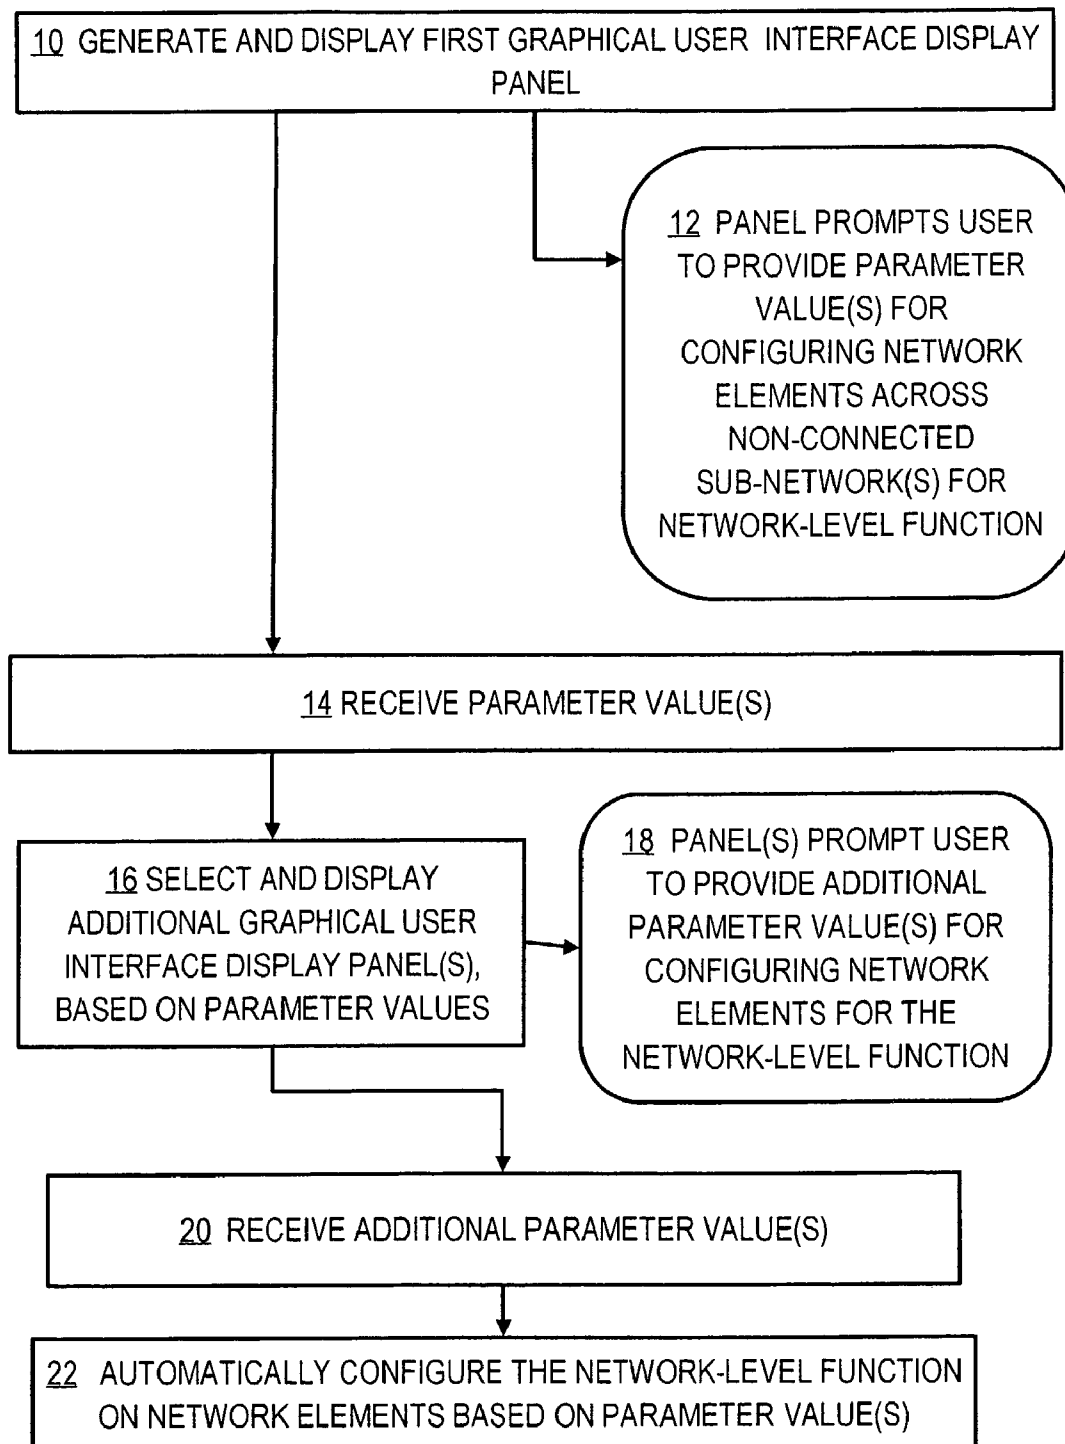 10 GENERATE AND DISPLAY FIRST GRAPHICAL USER INTERFACE DISPLAY
PANEL
12 PANEL PROMPTS USER
TO PROVIDE PARAMETER
VALUE(S) FOR
CONFIGURING NETWORK
ELEMENTS ACROSS
NON-CONNECTED
SUB-NETWORK(S) FOR
NETWORK-LEVEL FUNCTION
14 RECEIVE PARAMETER VALUE(S)
16 SELECT AND DISPLAY
ADDITIONAL GRAPHICAL USER
INTERFACE DISPLAY PANEL(S),
BASED ON PARAMETER VALUES
18 PANEL(S) PROMPT USER
TO PROVIDE ADDITIONAL
PARAMETER VALUE(S) FOR
CONFIGURING NETWORK
ELEMENTS FOR THE
NETWORK-LEVEL FUNCTION
20 RECEIVE ADDITIONAL PARAMETER VALUE(S)
22 AUTOMATICALLY CONFIGURE THE NETWORK-LEVEL FUNCTION
ON NETWORK ELEMENTS BASED ON PARAMETER VALUE(S)